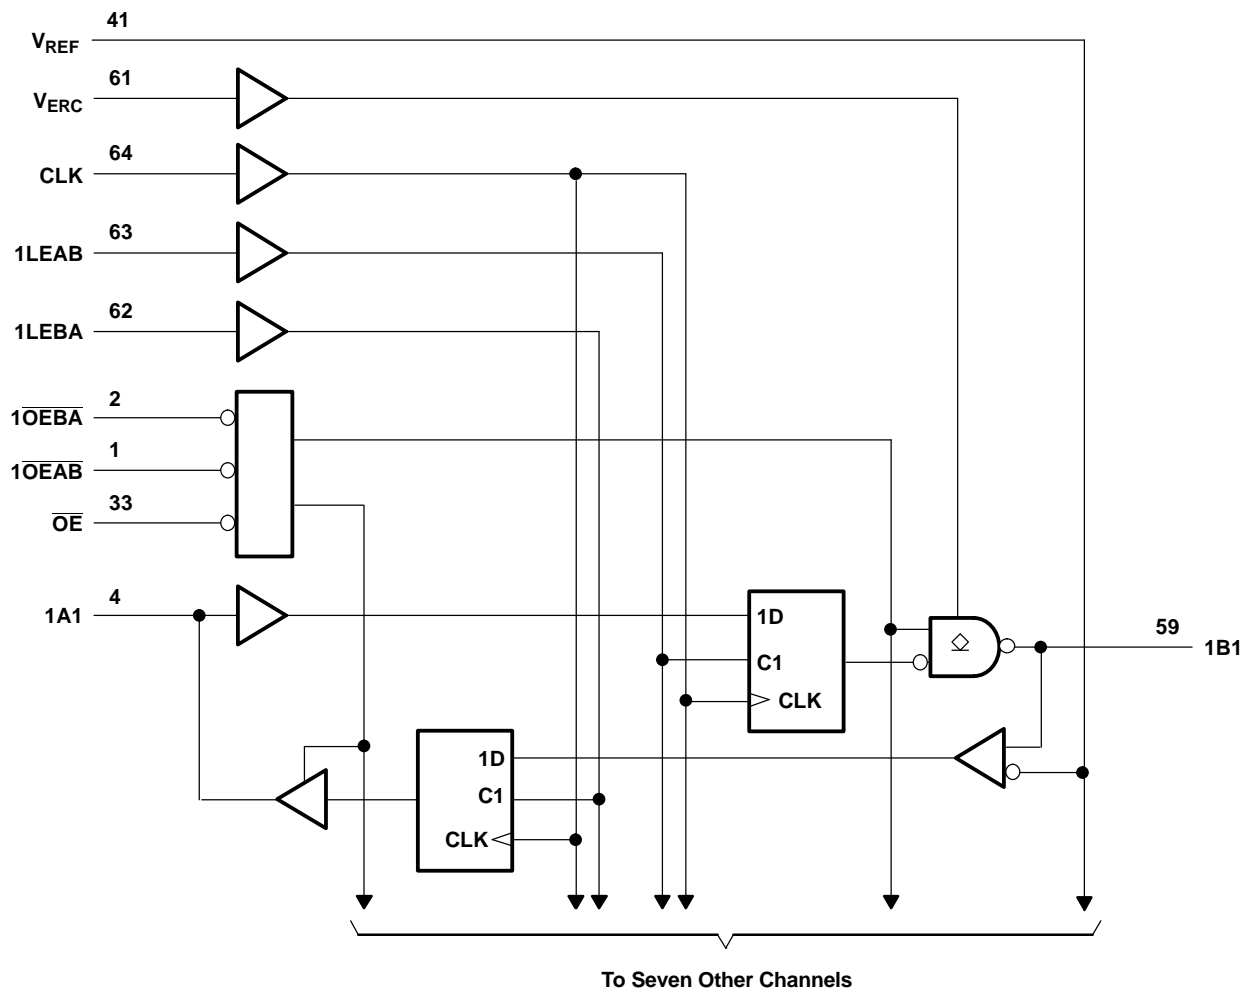 41
VREF
61
VERC
64
CLK
63
1LEAB
62
1LEBA
2
1OEBA
1
1OEAB
33
OE
4
1A1
1D
C1
CLK
59
1B1
1D
C1
CLK
To Seven Other Channels